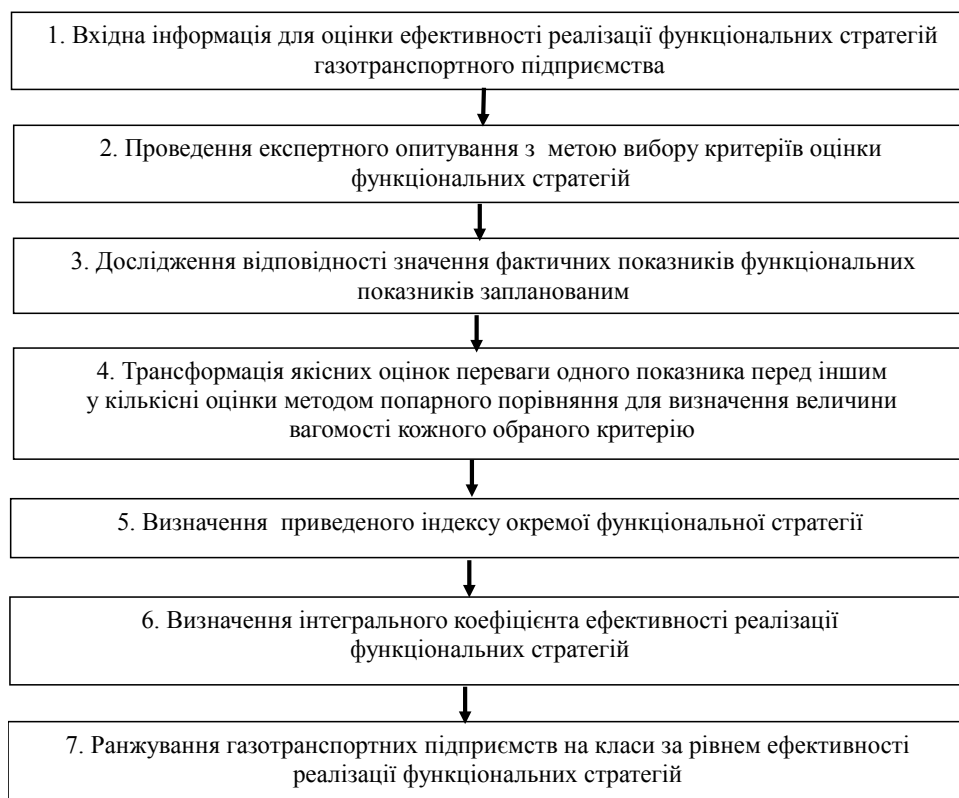 1. Вхідна інформація для оцінки ефективності реалізації функціональних стратегій
газотранспортного підприємства
2. Проведення експертного опитування з метою вибору критеріїв оцінки
функціональних стратегій
3. Дослідження відповідності значення фактичних показників функціональних
показників запланованим
4. Трансформація якісних оцінок переваги одного показника перед іншим
у кількісні оцінки методом попарного порівняння для визначення величини
вагомості кожного обраного критерію
5. Визначення приведеного індексу окремої функціональної стратегії
6. Визначення інтегрального коефіцієнта ефективності реалізації
функціональних стратегій
7. Ранжування газотранспортних підприємств на класи за рівнем ефективності
реалізації функціональних стратегій